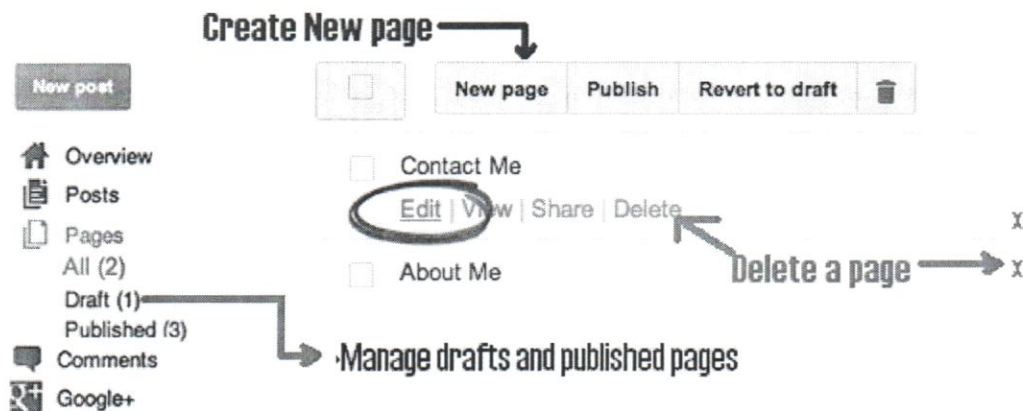 Create New page
New post
New page Publish Revert to draft
Overview
Contact Me
Posts
Edit | View | Share | Delete
Pages
x
All (2)
About Me
Delete a page
x
Draft (1)
Published (3)
Manage drafts and published pages
Comments
g+ Google+